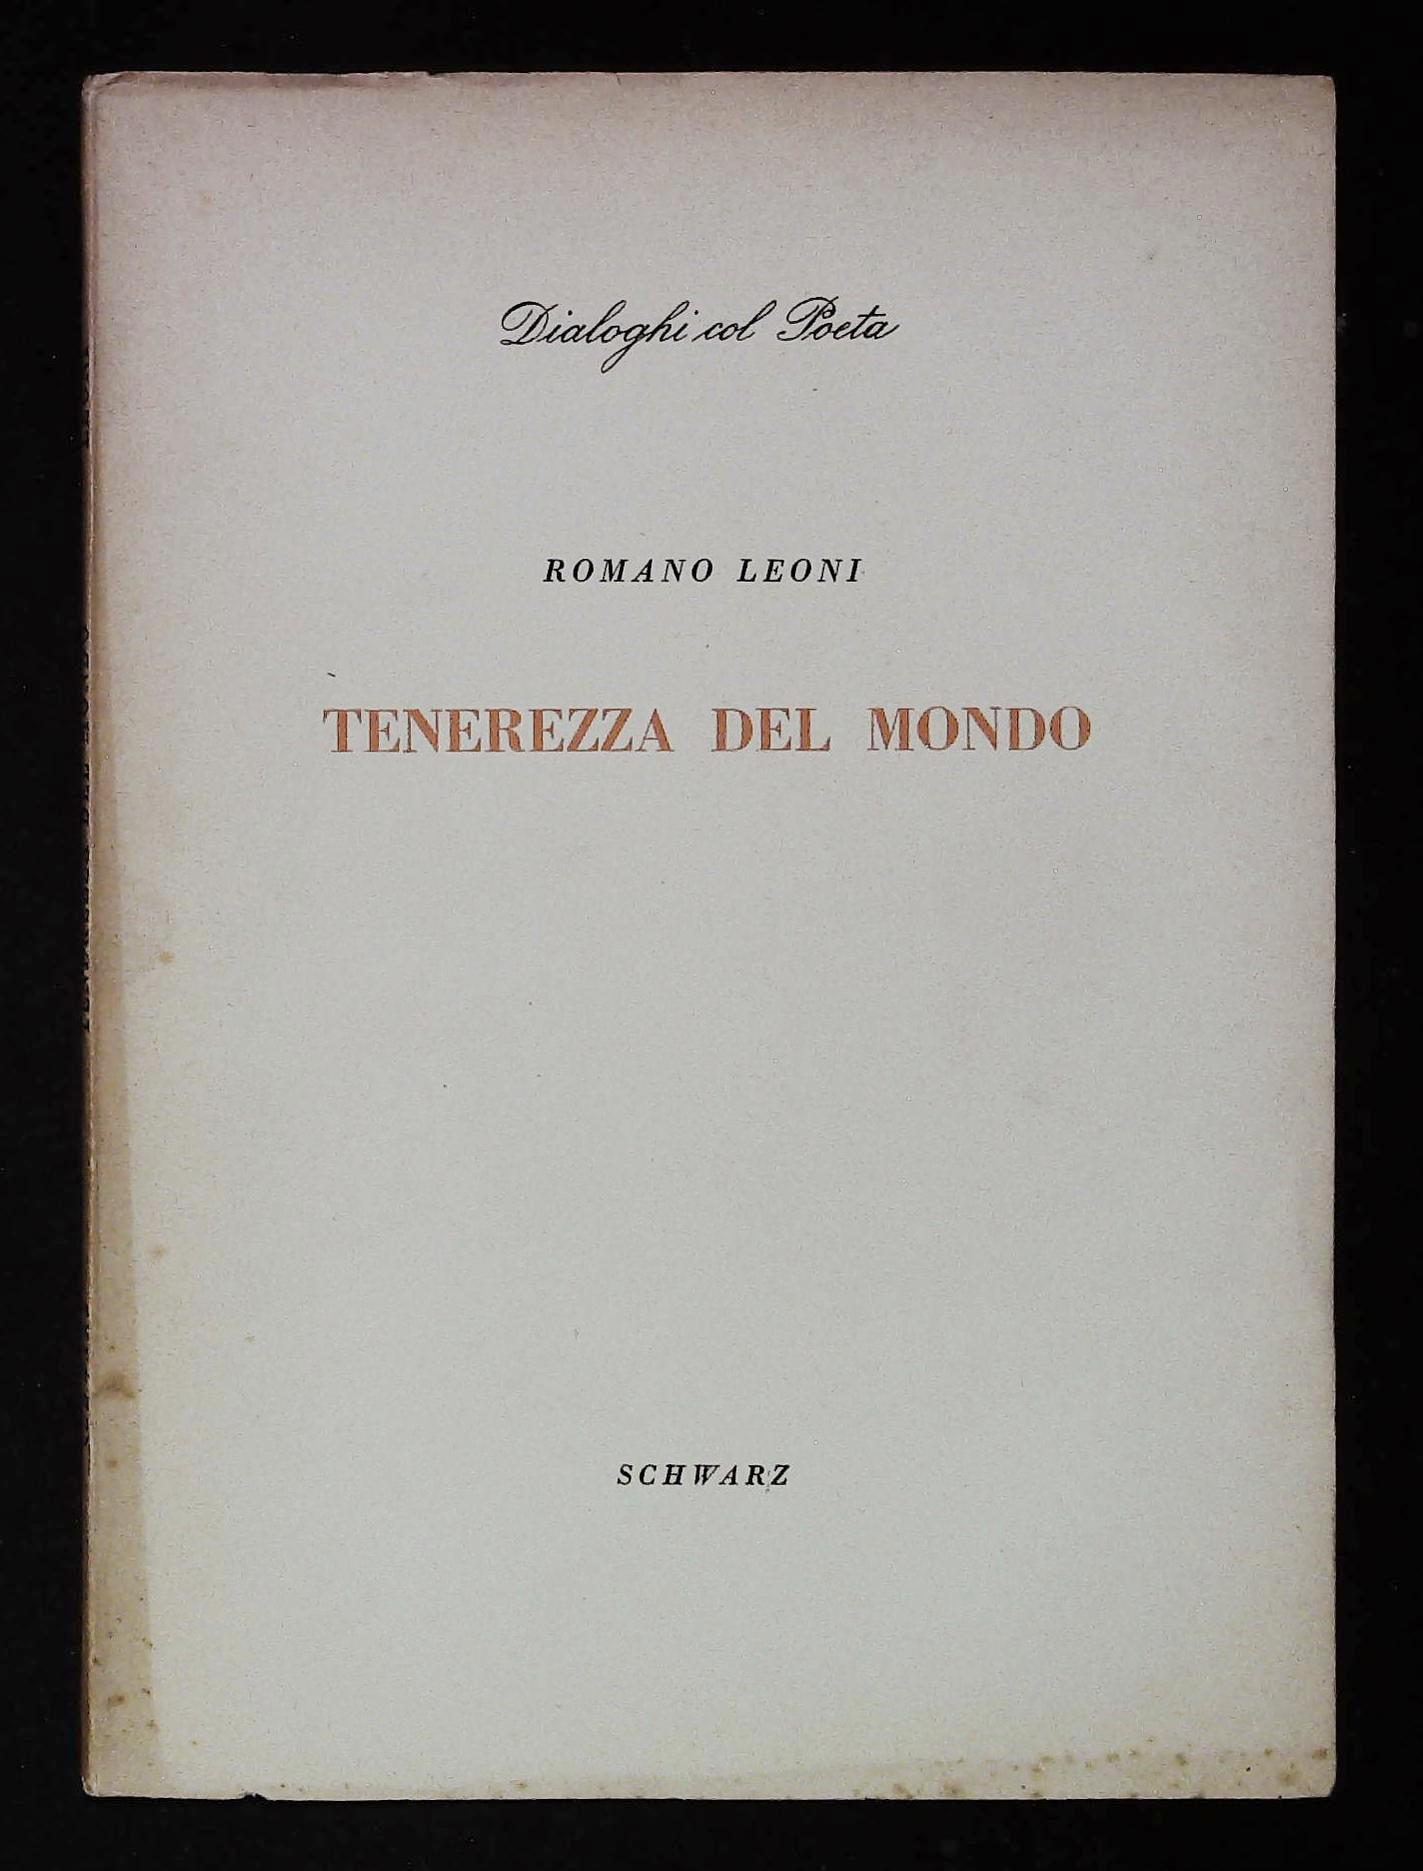 Dialoghi col Poeta
ROMANO LEONI
TENEREZZA DEL MONDO
SCHWARZ